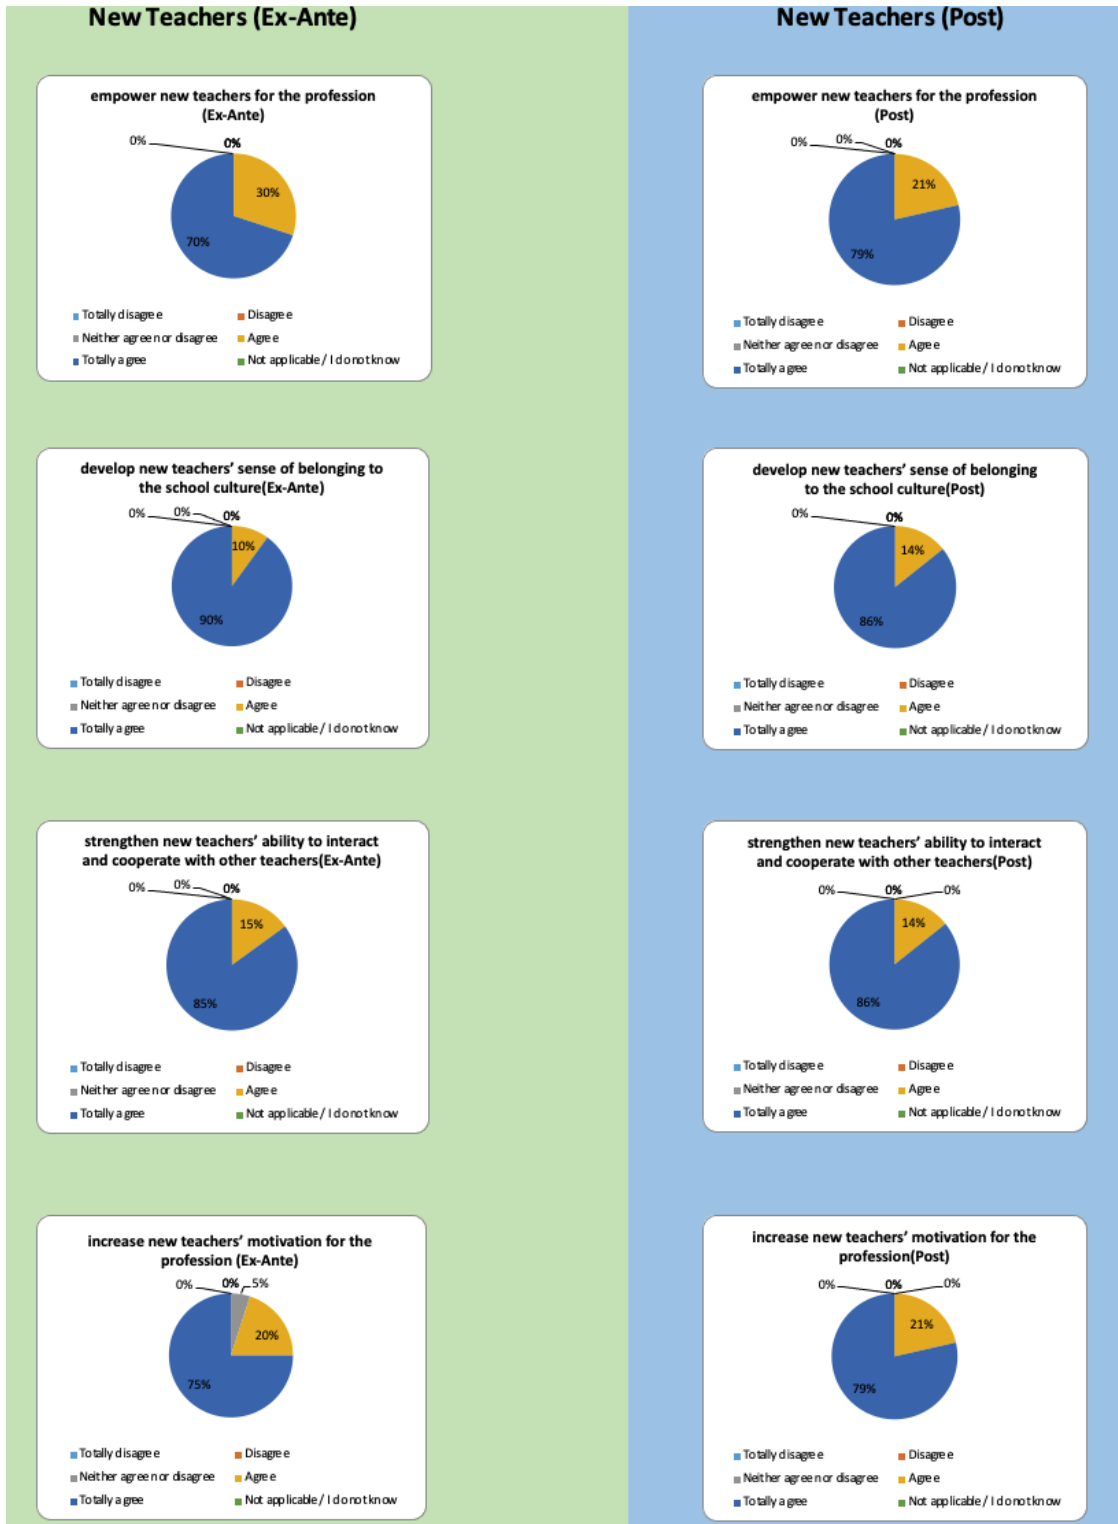 New Teachers (Ex-Ante)
New Teachers (Post)
empower new teachers for the profession
(Ex-Ante)
0%
0%
30%
70%
Totally disagree
Disagree
Neither agree nor disagree
Agree
Totally agree
Not applicable / I do not know
empower new teachers for the profession
(Post)
0%
0%
0%
21%
79%
Totally disagree
Disagree
Neither agree nor disagree
Agree
Totally agree
Not applicable / I do not know
develop new teachers’ sense of belonging to
the school culture(Ex-Ante)
0%
0%
0%
10%
90%
Totally disagree
Disagree
Neither agree nor disagree
Agree
Totally agree
Not applicable / I do not know
develop new teachers’ sense of belonging
to the school culture(Post)
0%
0%
14%
86%
Totally disagree
Disagree
Neither agree nor disagree
Agree
Totally agree
Not applicable / I do not know
strengthen new teachers’ ability to interact
and cooperate with other teachers(Ex-Ante)
0%
0%
0%
15%
85%
Totally disagree
Disagree
Neither agree nor disagree
Agree
Totally agree
Not applicable / I do not know
strengthen new teachers’ ability to interact
and cooperate with other teachers(Post)
0%
0%
0%
14%
86%
Totally disagree
Disagree
Neither agree nor disagree
Agree
Totally agree
Not applicable / I do not know
increase new teachers’ motivation for the
profession (Ex-Ante)
0%
0%
5%
20%
75%
Totally disagree
Disagree
Neither agree nor disagree
Agree
Totally agree
Not applicable / I do not know
increase new teachers’ motivation for the
profession(Post)
0%
0%
0%
21%
79%
Totally disagree
Disagree
Neither agree nor disagree
Agree
Totally agree
Not applicable / I do not know